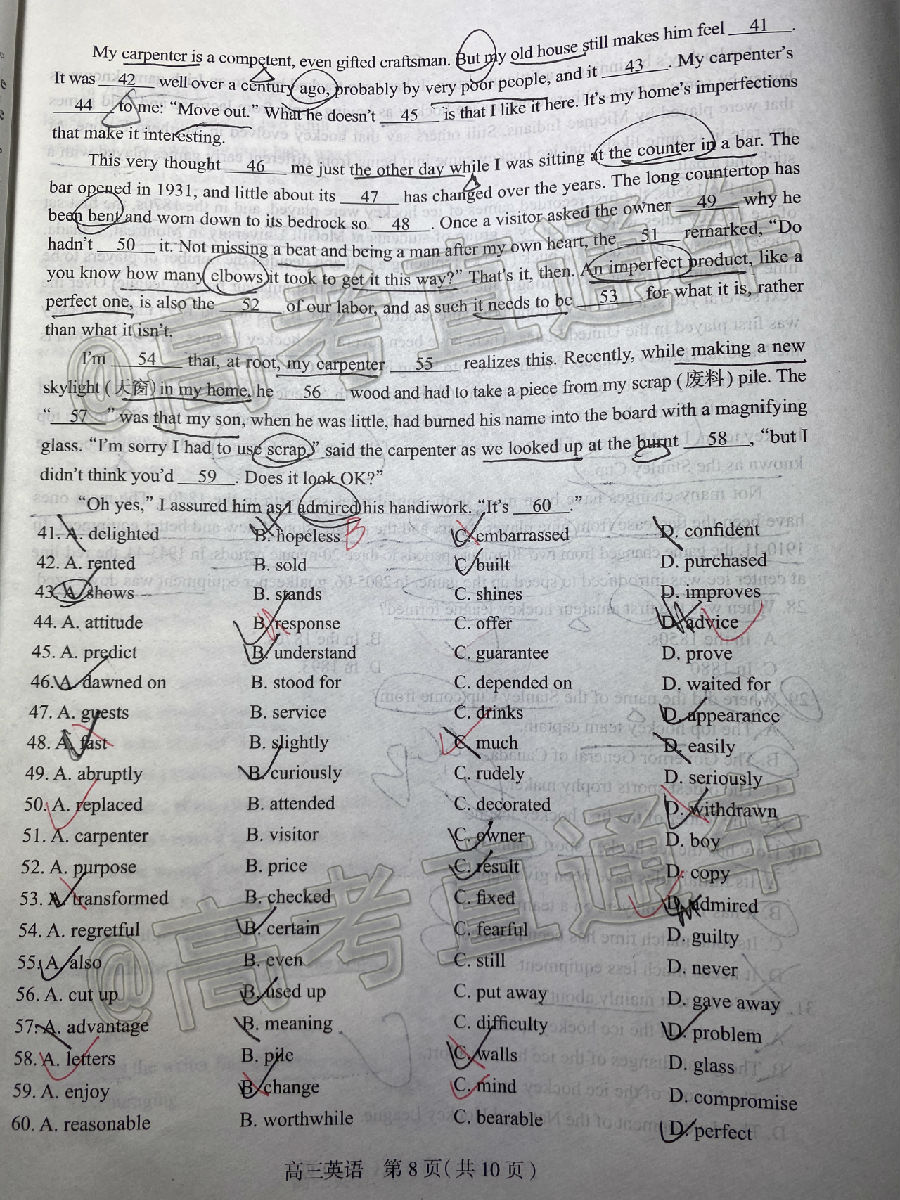 My carpenter is a competent, even gifted craftsman. But my old house still makes him feel 41 .
It was 42 well over a century ago, probably by very poor people, and it 43 . My carpenter's
44 to me: "Move out." What he doesn't 45 is that I like it here. It's my home's imperfections
that make it interesting.
This very thought 46 me just the other day while I was sitting at the counter in a bar. The
bar opened in 1931, and little about its 47 has changed over the years. The long countertop has
been bent and worn down to its bedrock so 48 . Once a visitor asked the owner 49 why he
hadn't 50 it. Not missing a beat and being a man after my own heart, the 51 remarked, "Do
you know how many elbows it took to get it this way?" That's it, then. An imperfect product, like a
perfect one, is also the 52 of our labor, and as such it needs to be 53 for what it is, rather
than what it isn't.
I'm 54 that, at root, my carpenter 55 realizes this. Recently, while making a new
skylight (天窗) in my home, he 56 wood and had to take a piece from my scrap (废料) pile. The
" 57 " was that my son, when he was little, had burned his name into the board with a magnifying
glass. "I'm sorry I had to use scrap," said the carpenter as we looked up at the burnt 58 , "but I
didn't think you'd 59 . Does it look OK?"
"Oh yes," I assured him as I admired his handiwork. "It's 60 ."
41. A. delighted B. hopeless B C. embarrassed D. confident
42. A. rented B. sold C. built D. purchased
43. A. shows B. stands C. shines D. improves
44. A. attitude B. response C. offer D. advice
45. A. predict B. understand C. guarantee D. prove
46. A. dawned on B. stood for C. depended on D. waited for
47. A. guests B. service C. drinks D. appearance
48. A. fast B. slightly C. much D. easily
49. A. abruptly B. curiously C. rudely D. seriously
50. A. replaced B. attended C. decorated D. withdrawn
51. A. carpenter B. visitor C. owner D. boy
52. A. purpose B. price C. result D. copy
53. A. transformed B. checked C. fixed D. admired
54. A. regretful B. certain C. fearful D. guilty
55. A. also B. even C. still D. never
56. A. cut up B. used up C. put away D. gave away
57. A. advantage B. meaning C. difficulty D. problem
58. A. letters B. pile C. walls D. glass
59. A. enjoy B. change C. mind D. compromise
60. A. reasonable B. worthwhile C. bearable D. perfect
高三英语 第 8 页(共 10 页)
@高考直通车
@高考直通车